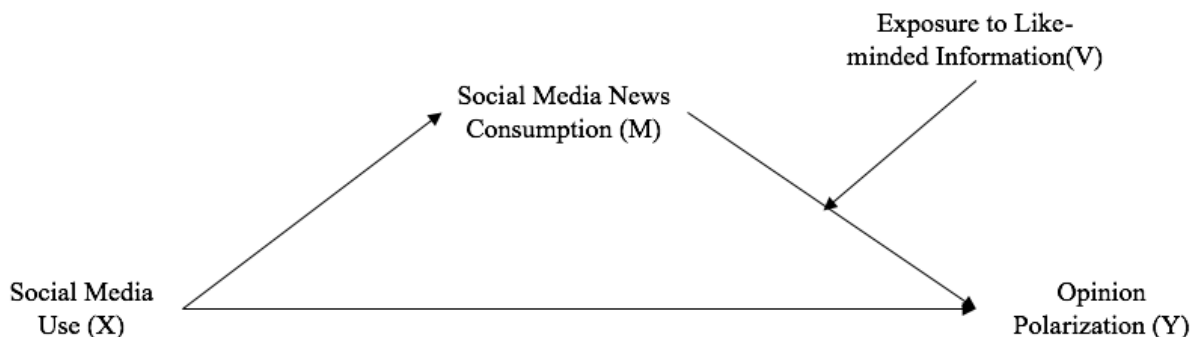 Exposure to Like-
minded Information(V)
Social Media News
Consumption (M)
Social Media
Use (X)
Opinion
Polarization (Y)